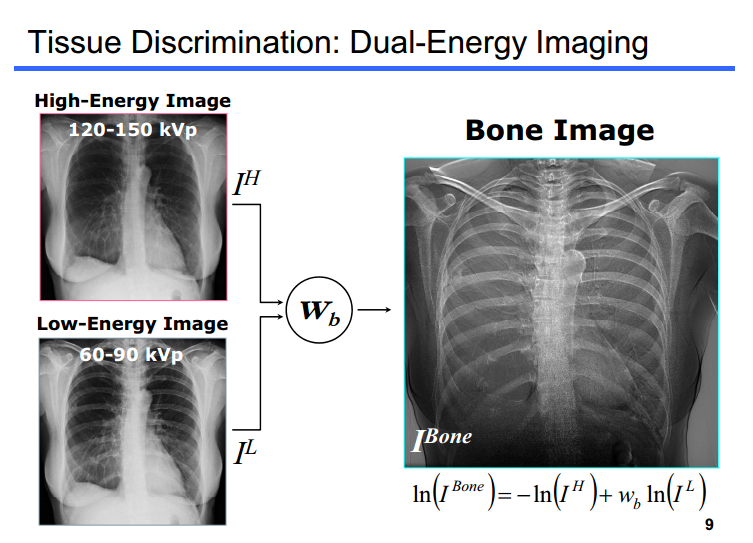 Tissue Discrimination: Dual-Energy Imaging
High-Energy Image
120-150 kVp
I^H
Low-Energy Image
60-90 kVp
I^L
w_b
Bone Image
I^Bone
ln(I^Bone) = −ln(I^H) + w_b ln(I^L)
9